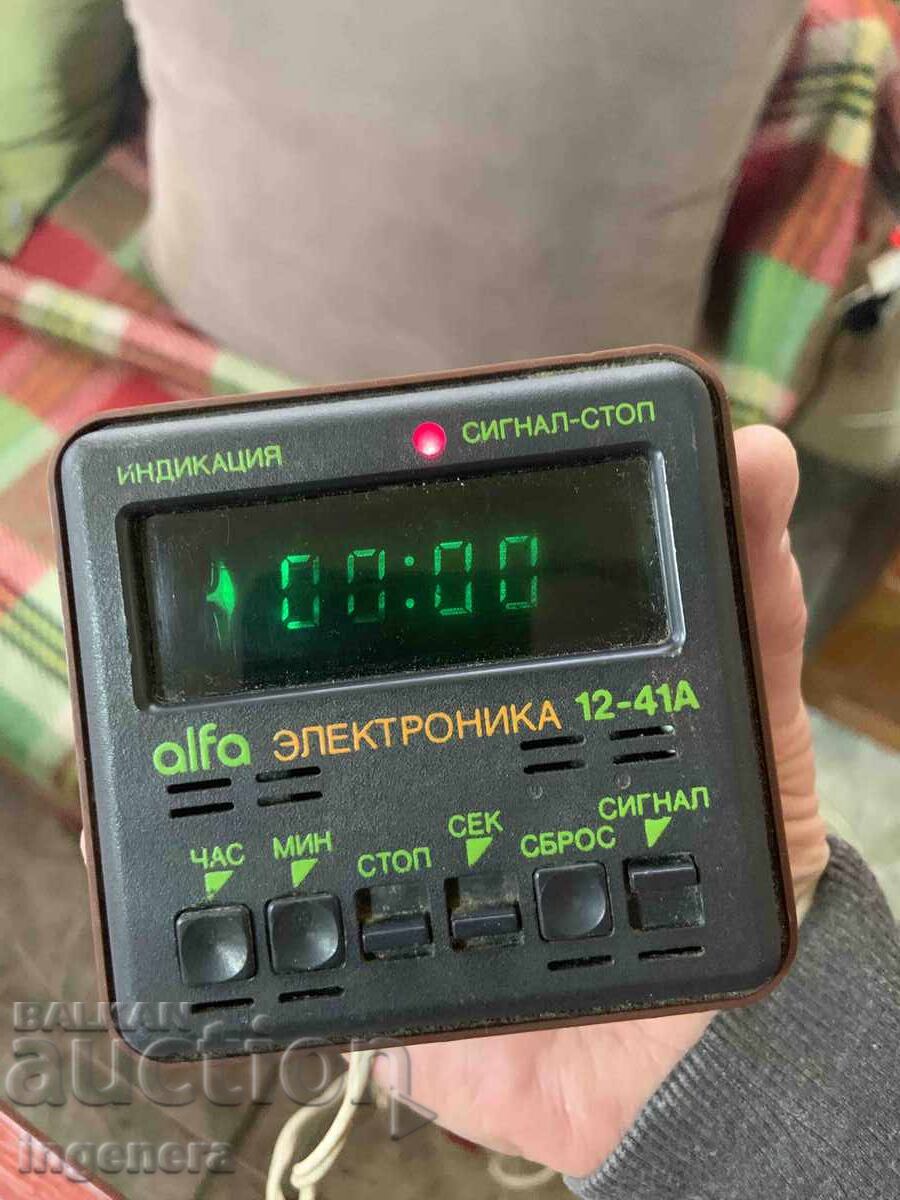 ИНДИКАЦИЯ
СИГНАЛ-СТОП
00:00
alfa ЭЛЕКТРОНИКА 12-41А
ЧАС МИН СТОП СЕК СБРОС СИГНАЛ
BALKAN
auction
ingenera